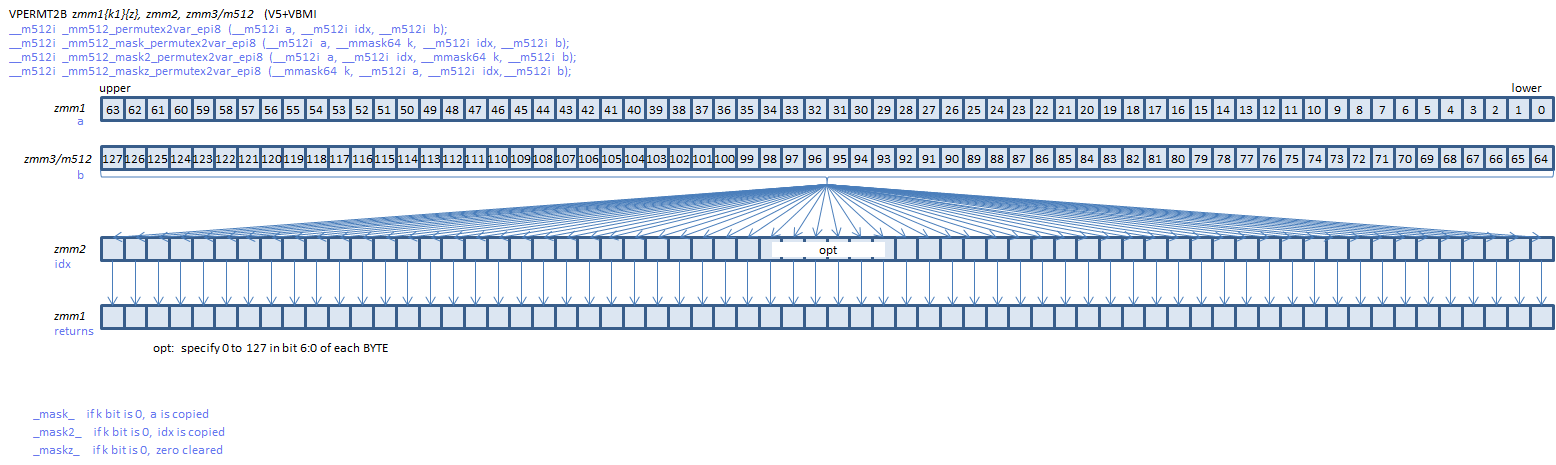 VPERMT2B zmm1{k1}{z}, zmm2, zmm3/m512 (V5+VBMI
__m512i _mm512_permutex2var_epi8 (__m512i a, __m512i idx, __m512i b);
__m512i _mm512_mask_permutex2var_epi8 (__m512i a, __mmask64 k, __m512i idx, __m512i b);
__m512i _mm512_mask2_permutex2var_epi8 (__m512i a, __m512i idx, __mmask64 k, __m512i b);
__m512i _mm512_maskz_permutex2var_epi8 (__mmask64 k, __m512i a, __m512i idx,__m512i b);
upper lower
zmm1 63 62 61 60 59 58 57 56 55 54 53 52 51 50 49 48 47 46 45 44 43 42 41 40 39 38 37 36 35 34 33 32 31 30 29 28 27 26 25 24 23 22 21 20 19 18 17 16 15 14 13 12 11 10 9 8 7 6 5 4 3 2 1 0
a
zmm3/m512 127 126 125 124 123 122 121 120 119 118 117 116 115 114 113 112 111 110 109 108 107 106 105 104 103 102 101 100 99 98 97 96 95 94 93 92 91 90 89 88 87 86 85 84 83 82 81 80 79 78 77 76 75 74 73 72 71 70 69 68 67 66 65 64
b
zmm2 opt
idx
zmm1
returns
opt: specify 0 to 127 in bit 6:0 of each BYTE
_mask_ if k bit is 0, a is copied
_mask2_ if k bit is 0, idx is copied
_maskz_ if k bit is 0, zero cleared